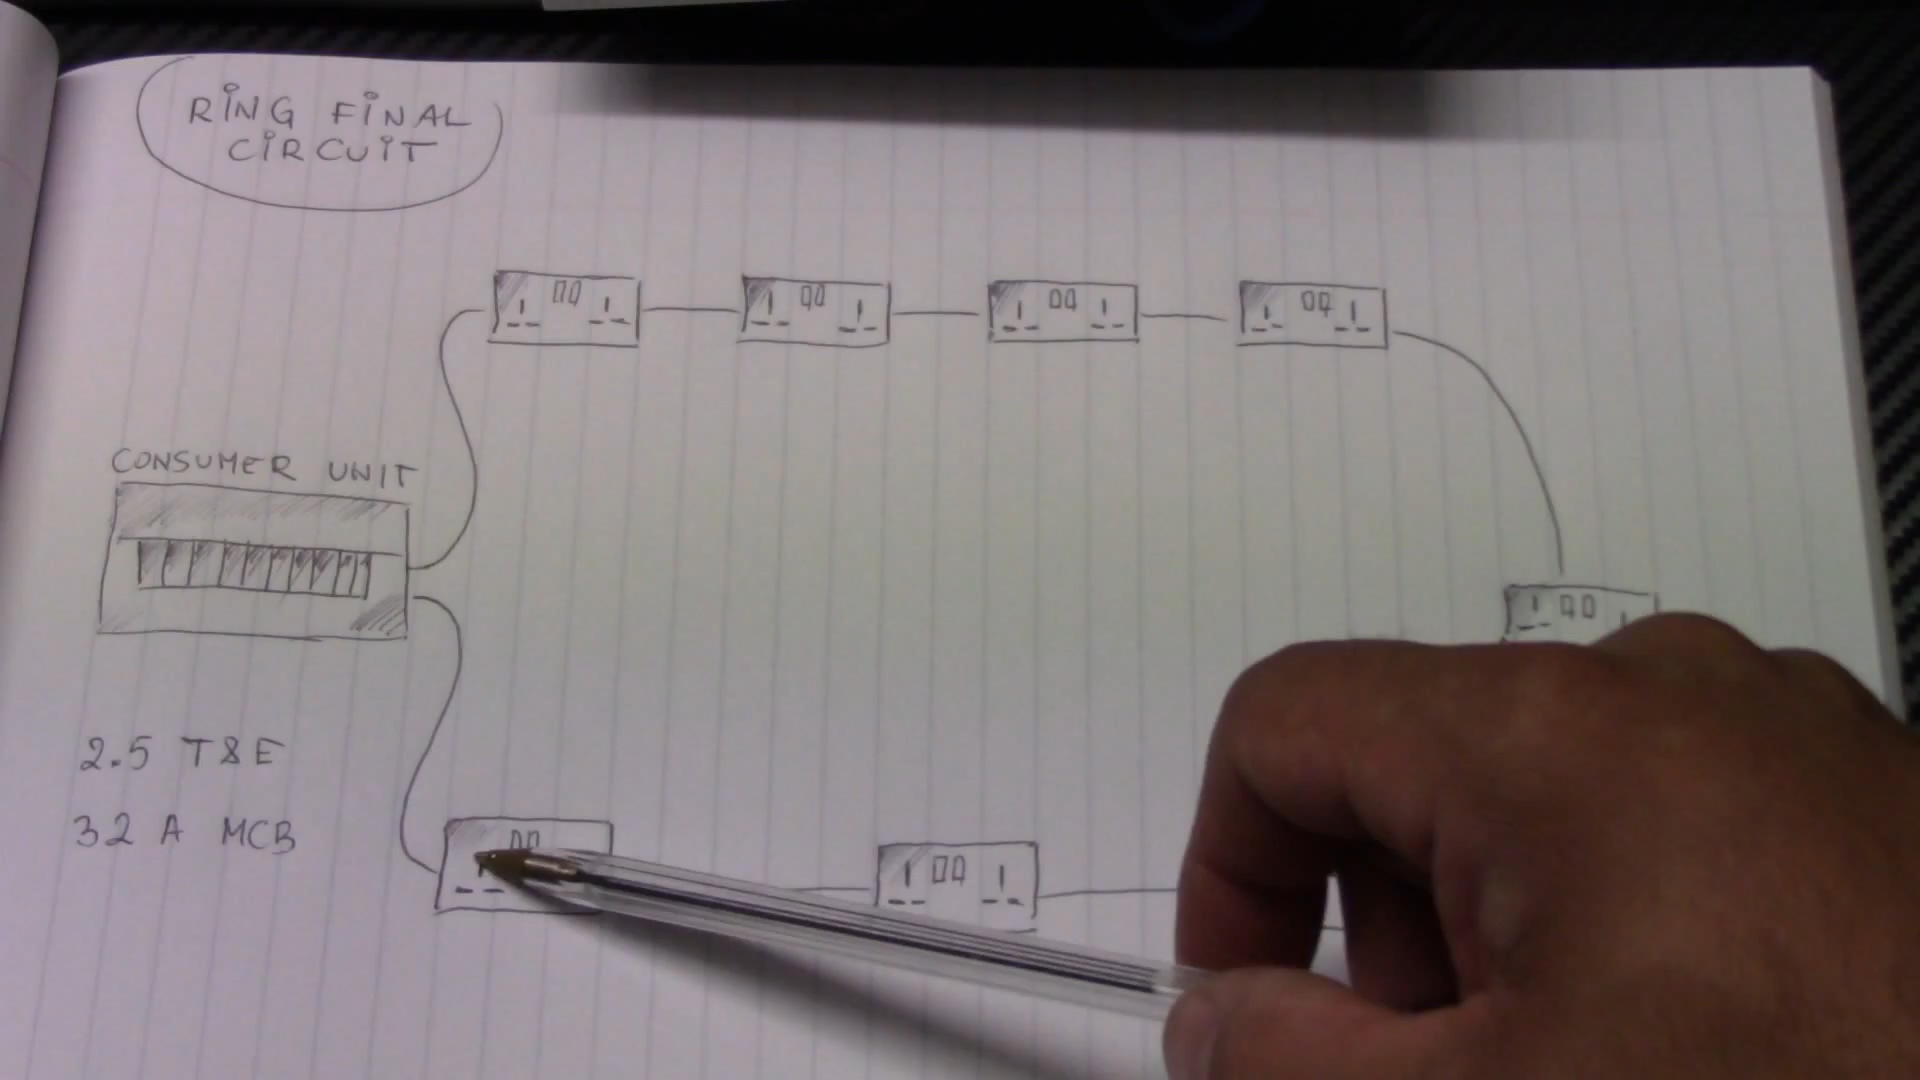 RING FINAL
CIRCUIT
CONSUMER UNIT
2.5 T&E
32 A MCB